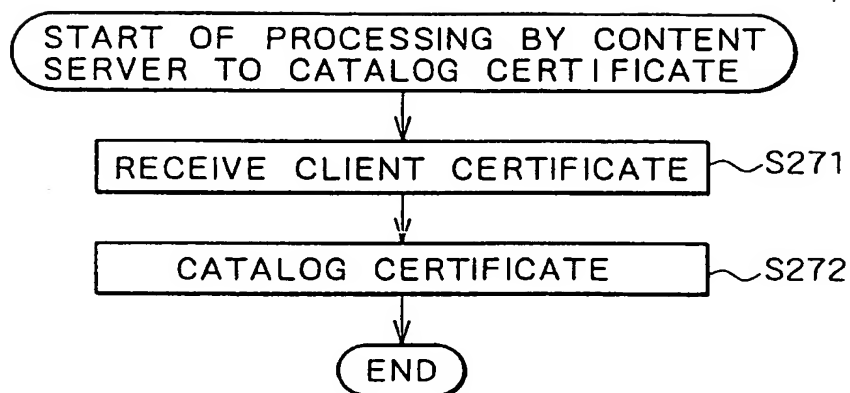 START OF PROCESSING BY CONTENT
SERVER TO CATALOG CERTIFICATE
RECEIVE CLIENT CERTIFICATE
S271
CATALOG CERTIFICATE
S272
END